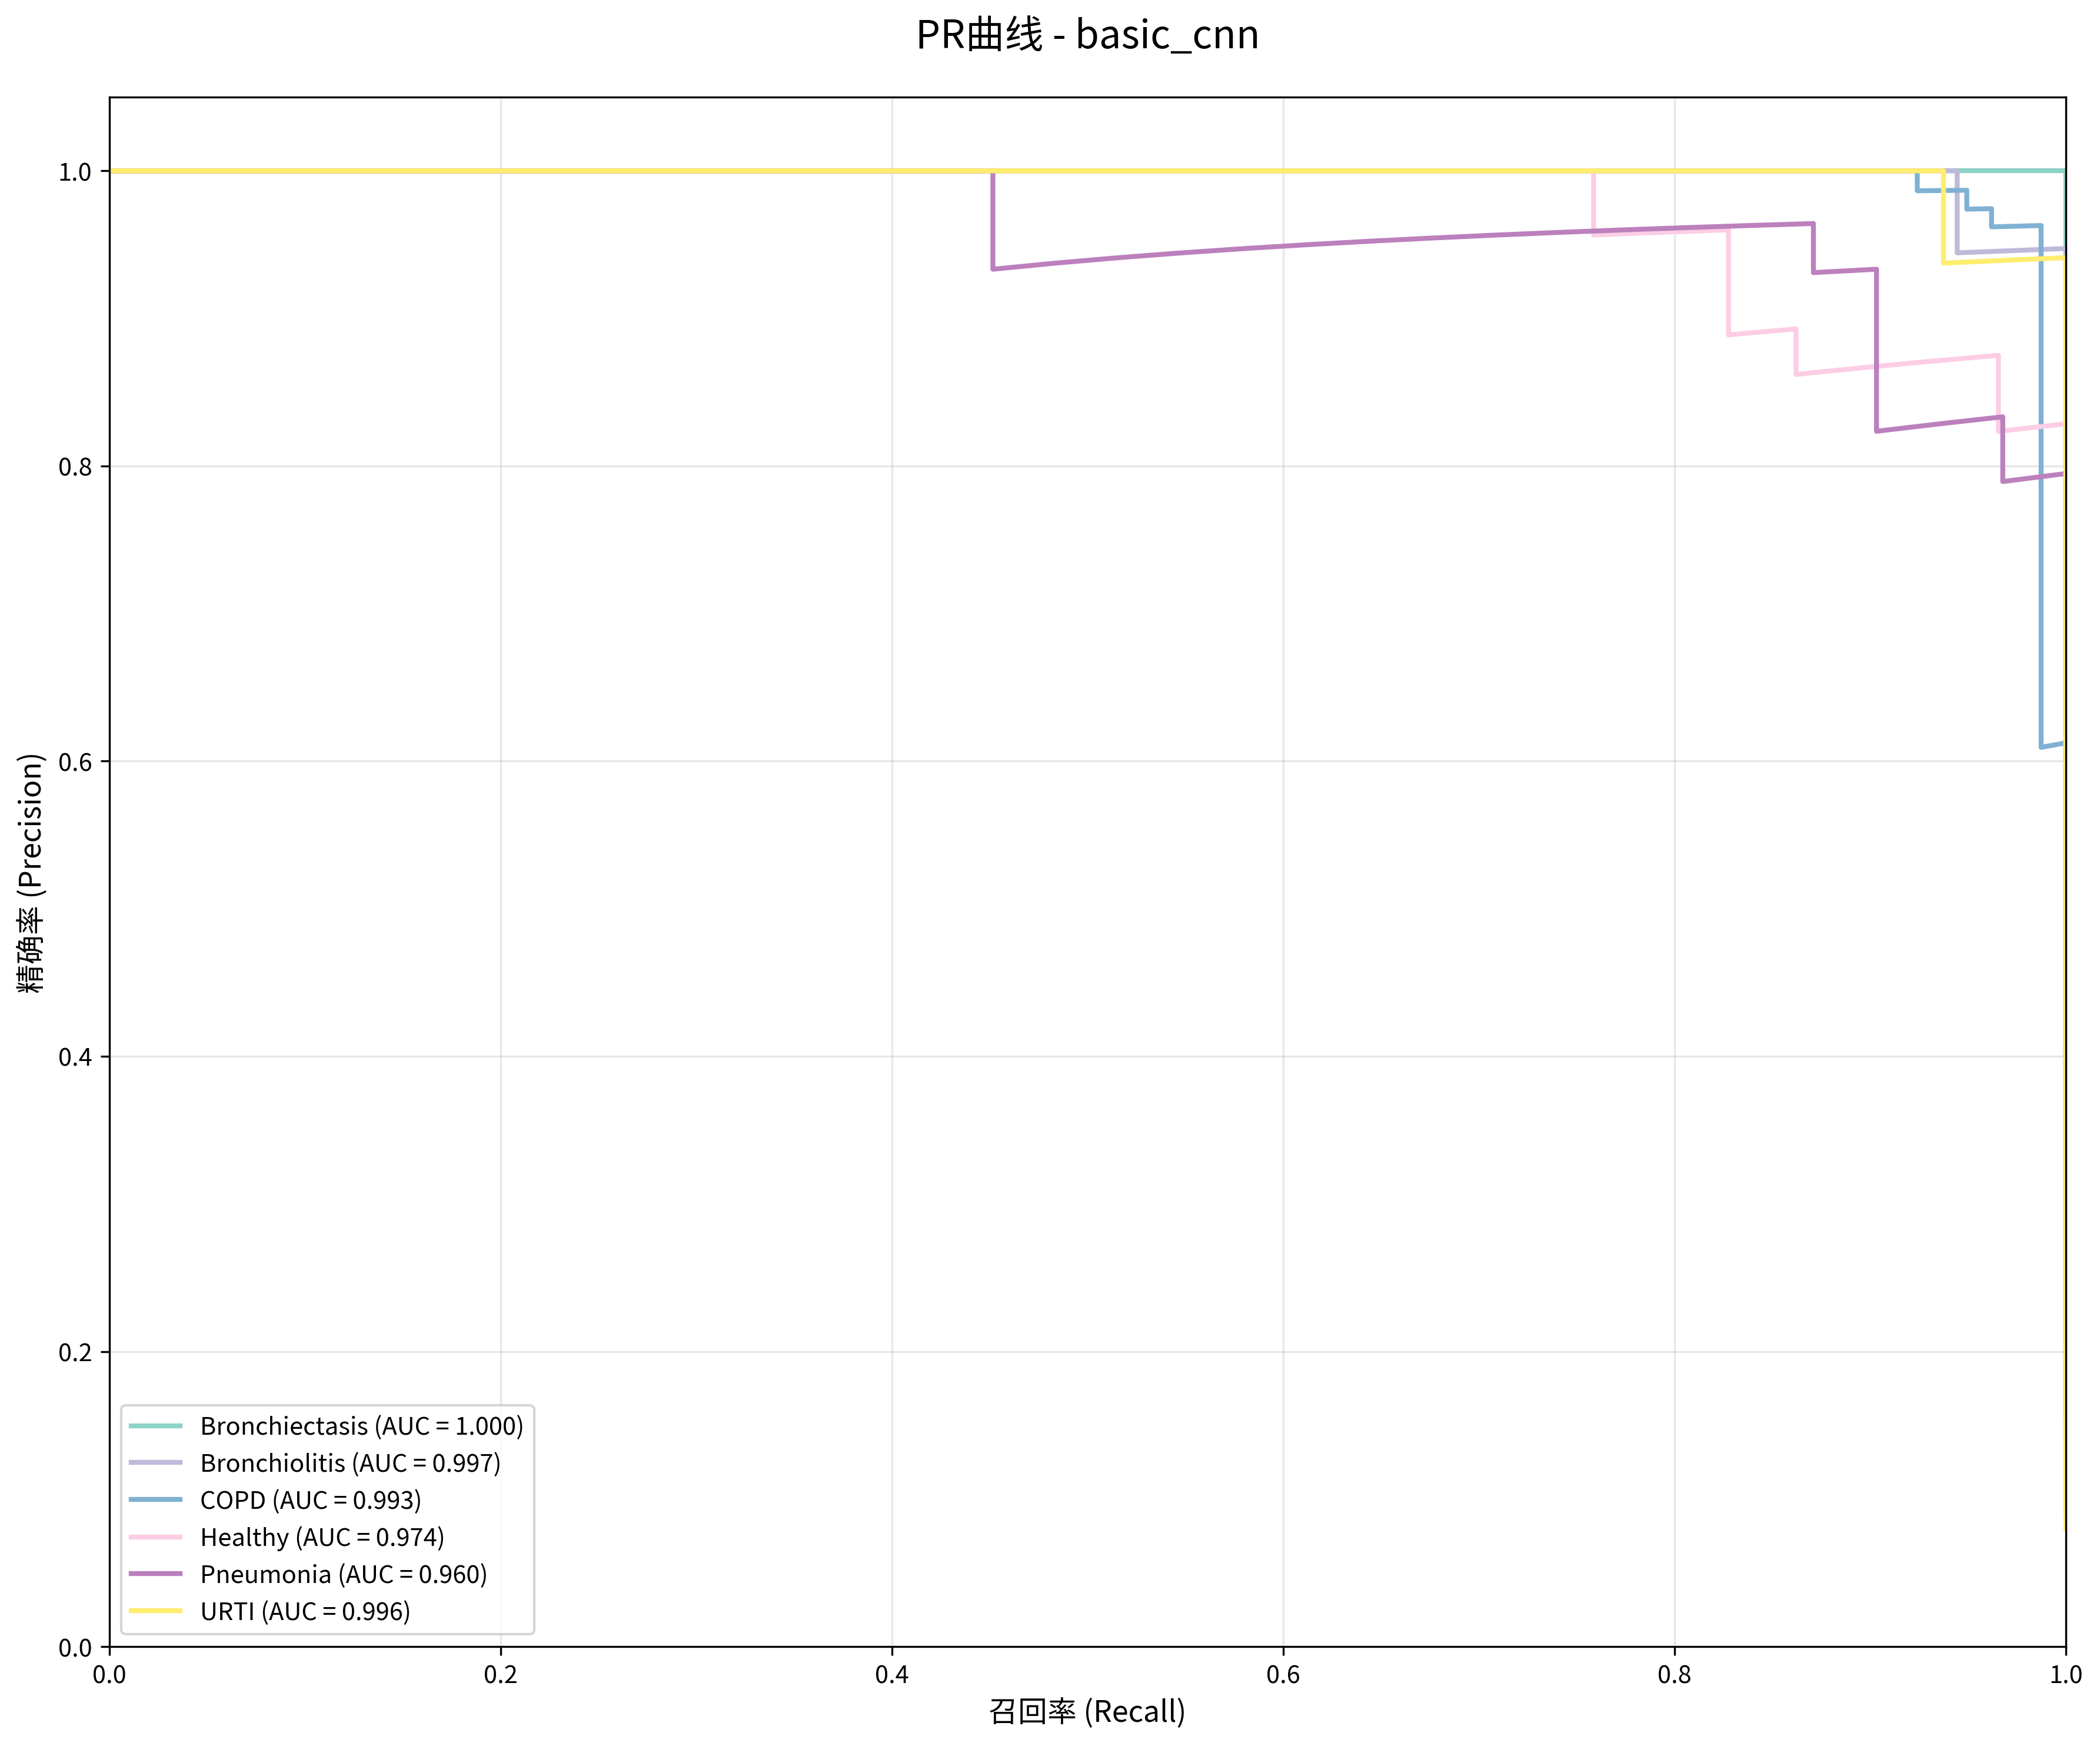 PR曲线 - basic_cnn
精确率 (Precision)
1.0
0.8
0.6
0.4
0.2
0.0
Bronchiectasis (AUC = 1.000)
Bronchiolitis (AUC = 0.997)
COPD (AUC = 0.993)
Healthy (AUC = 0.974)
Pneumonia (AUC = 0.960)
URTI (AUC = 0.996)
0.0 0.2 0.4 0.6 0.8 1.0
召回率 (Recall)